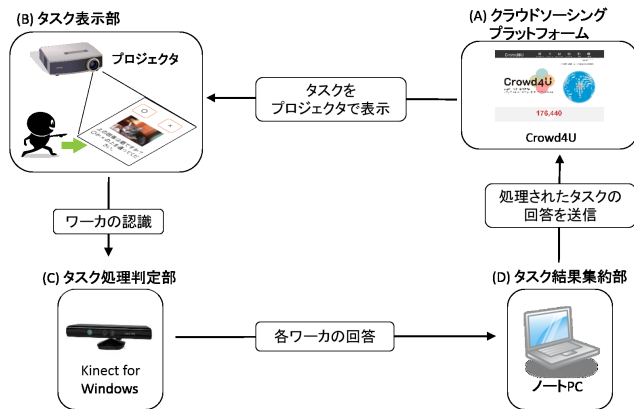 (B) タスク表示部
プロジェクタ
(A) クラウドソーシング
プラットフォーム
Crowd4U
Crowd4U
176,440
Crowd4U
タスクを
プロジェクタで表示
ワーカの認識
処理されたタスクの
回答を送信
(C) タスク処理判定部
Kinect for
Windows
各ワーカの回答
(D) タスク結果集約部
ノートPC